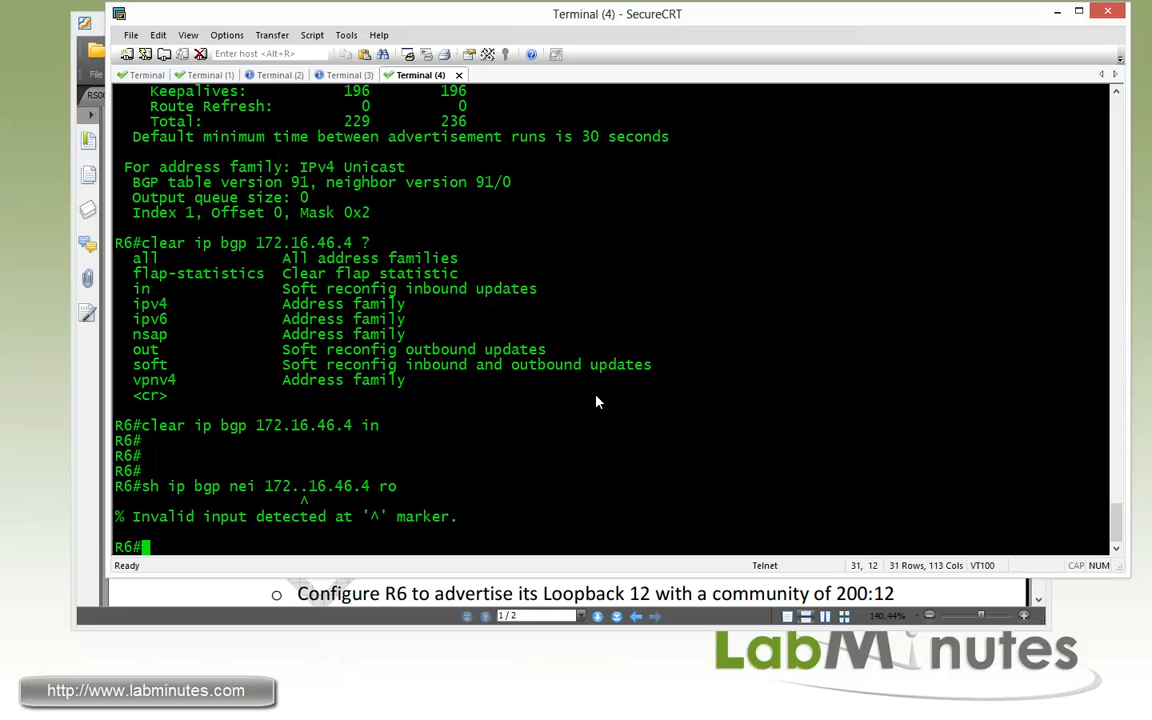 Terminal (4) - SecureCRT
File Edit View Options Transfer Script Tools Help
Enter host <Alt+R>
File
Terminal Terminal (1) Terminal (2) Terminal (3) Terminal (4)
Keepalives: 196 196
Route Refresh: 0 0
Total: 229 236
Default minimum time between advertisement runs is 30 seconds
For address family: IPv4 Unicast
BGP table version 91, neighbor version 91/0
Output queue size: 0
Index 1, Offset 0, Mask 0x2
R6#clear ip bgp 172.16.46.4 ?
all All address families
flap-statistics Clear flap statistic
in Soft reconfig inbound updates
ipv4 Address family
ipv6 Address family
nsap Address family
out Soft reconfig outbound updates
soft Soft reconfig inbound and outbound updates
vpnv4 Address family
<cr>
R6#clear ip bgp 172.16.46.4 in
R6#
R6#
R6#
R6#sh ip bgp nei 172..16.46.4 ro
^
% Invalid input detected at '^' marker.
R6#
Ready Telnet 31, 12 31 Rows, 113 Cols VT100 CAP NUM
o Configure R6 to advertise its Loopback 12 with a community of 200:12
1 / 2 140.44%
LabMinutes
http://www.labminutes.com